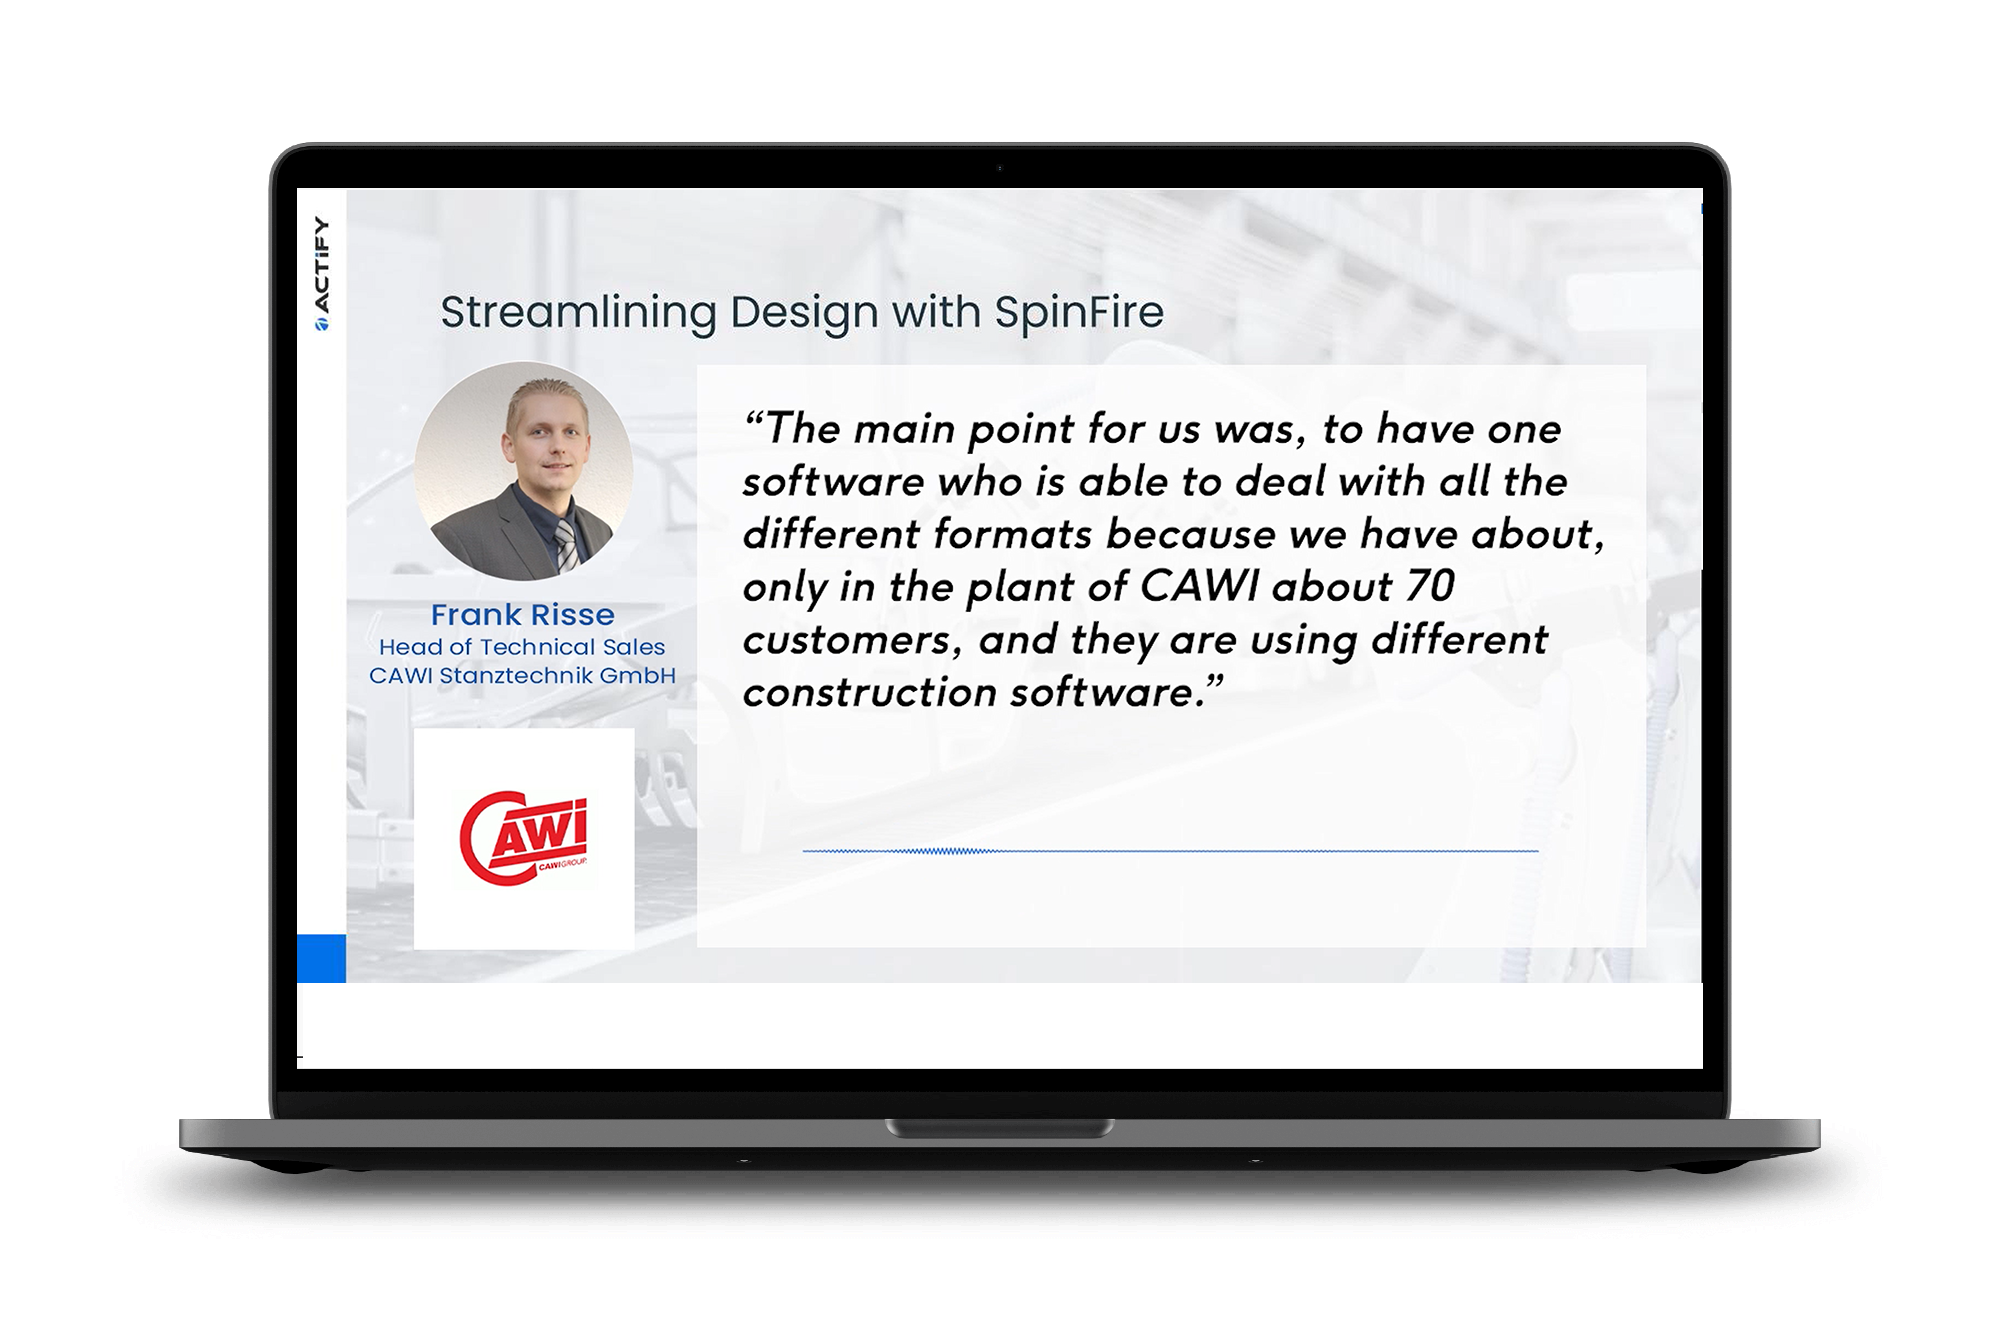 ACTIFY
Streamlining Design with SpinFire
“The main point for us was, to have one
software who is able to deal with all the
different formats because we have about,
only in the plant of CAWI about 70
customers, and they are using different
construction software.”
Frank Risse
Head of Technical Sales
CAWI Stanztechnik GmbH
CAWI
CAWIGROUP